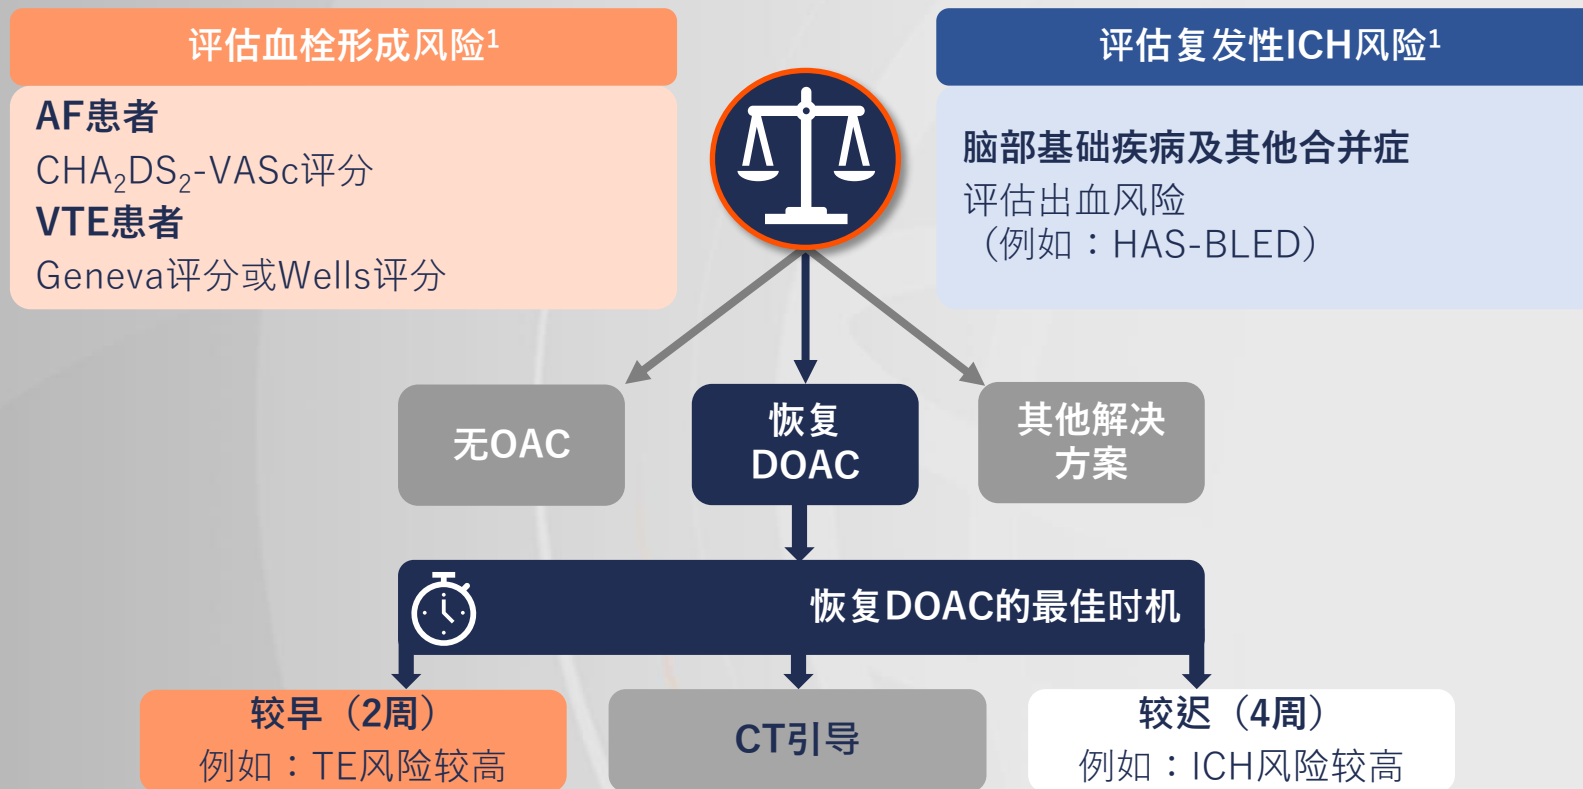 评估血栓形成风险¹
AF患者
CHA₂DS₂-VASc评分
VTE患者
Geneva评分或Wells评分
评估复发性ICH风险¹
脑部基础疾病及其他合并症
评估出血风险
（例如：HAS-BLED）
无OAC
恢复
DOAC
其他解决
方案
恢复DOAC的最佳时机
较早（2周）
例如：TE风险较高
CT引导
较迟（4周）
例如：ICH风险较高